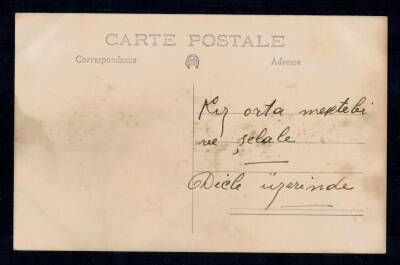 CARTE POSTALE
Correspondance
Adresse
Kız orta mektebi
ve şelale
Dicle üzerinde